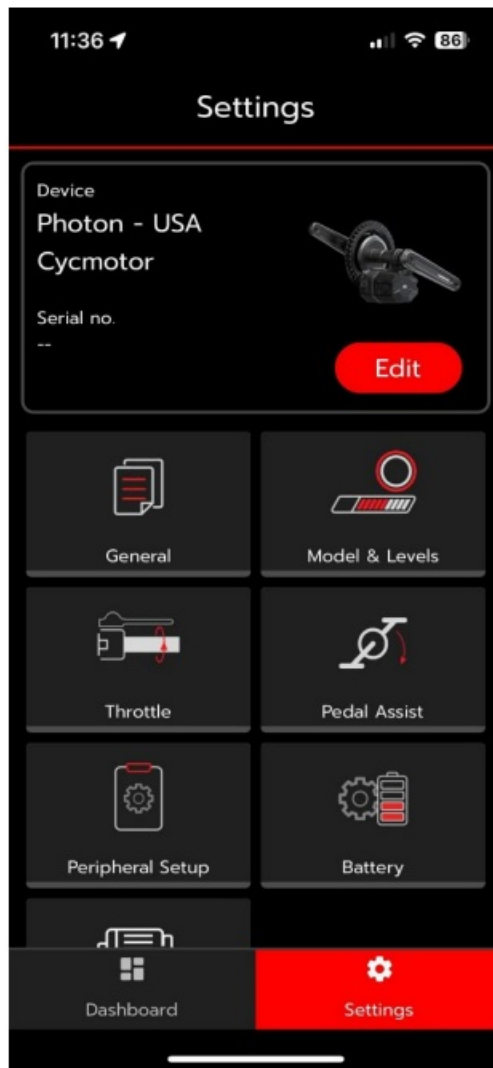 11:36
86
Settings
Device
Photon - USA
Cycmotor
Serial no.
--
Edit
General
Model & Levels
Throttle
Pedal Assist
Peripheral Setup
Battery
Dashboard
Settings